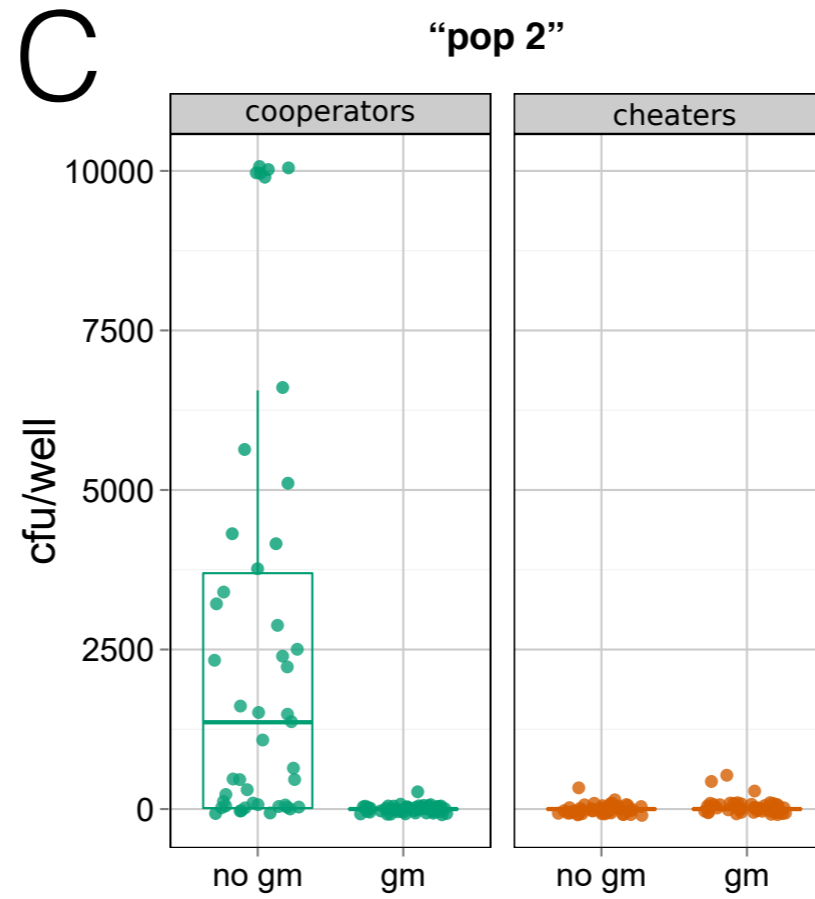 C
“pop 2”
cooperators
cheaters
10000
7500
5000
2500
0
cfu/well
no gm
gm
no gm
gm